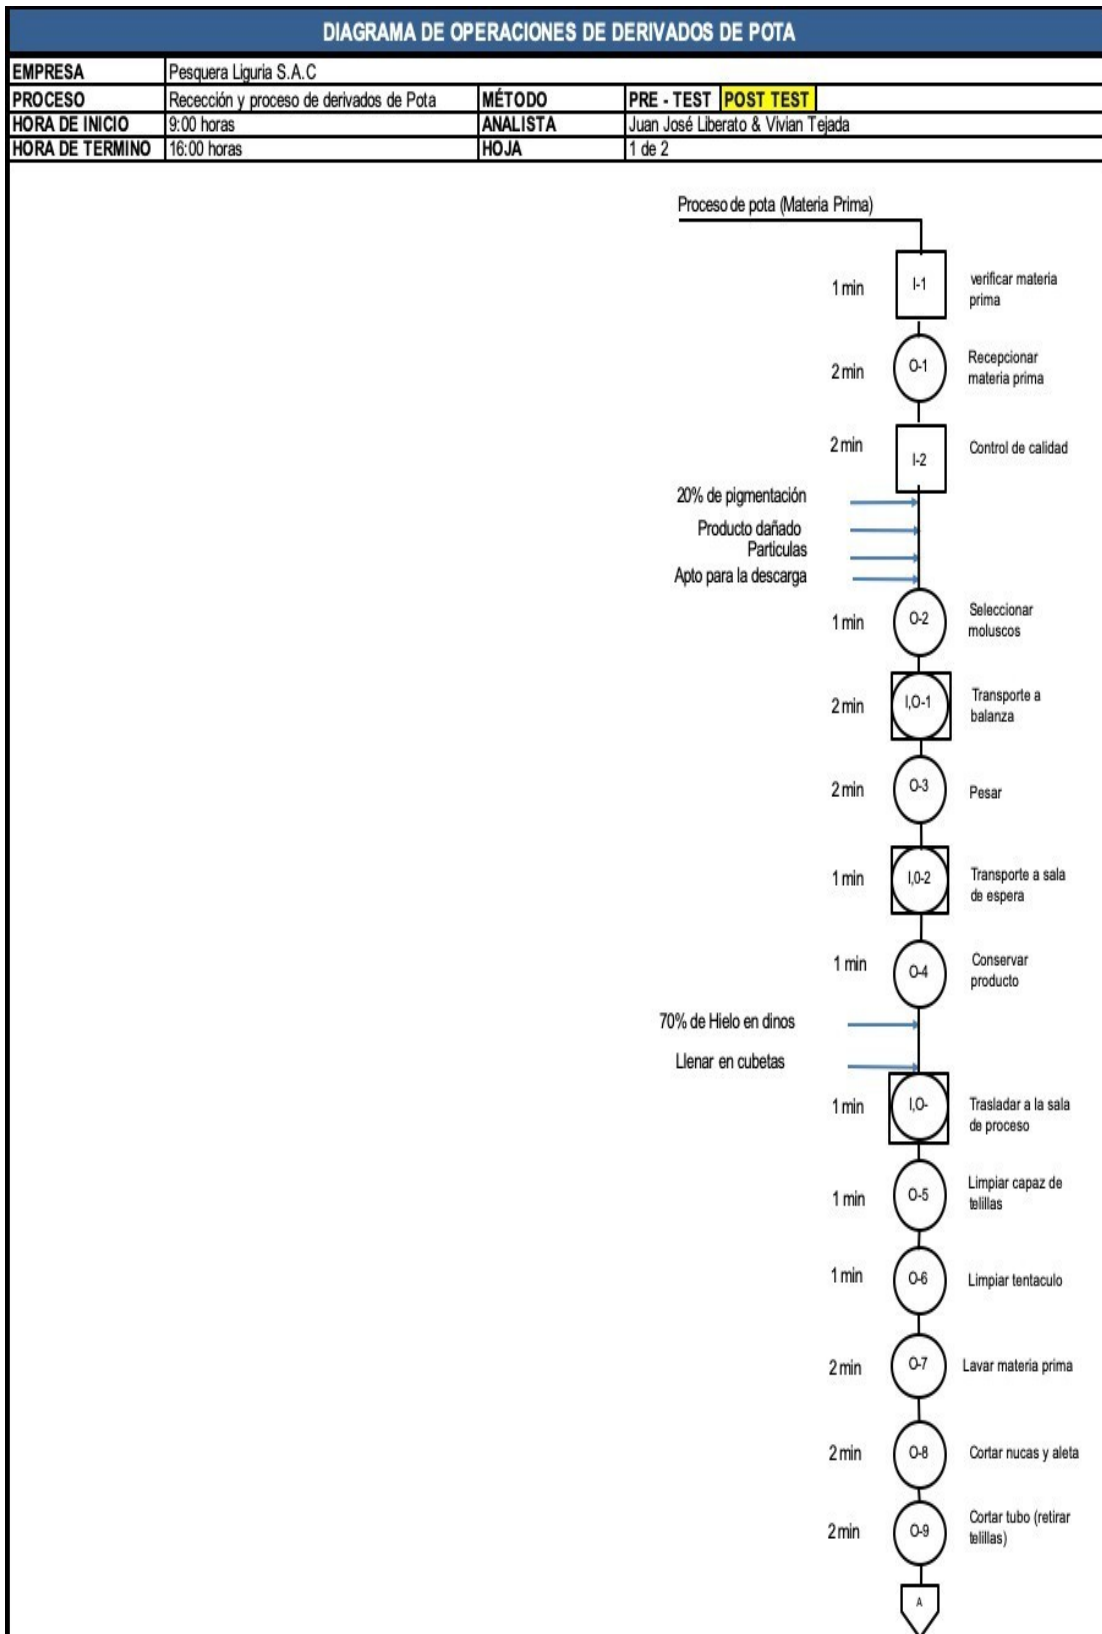 DIAGRAMA DE OPERACIONES DE DERIVADOS DE POTA
EMPRESA Pesquera Liguria S.A.C
PROCESO Recección y proceso de derivados de Pota MÉTODO PRE - TEST POST TEST
HORA DE INICIO 9:00 horas ANALISTA Juan José Liberato & Vivian Tejada
HORA DE TERMINO 16:00 horas HOJA 1 de 2
Proceso de pota (Materia Prima)
1 min I-1 verificar materia
prima
2 min O-1 Recepcionar
materia prima
2 min I-2 Control de calidad
20% de pigmentación
Producto dañado
Particulas
Apto para la descarga
1 min O-2 Seleccionar
moluscos
2 min I,O-1 Transporte a
balanza
2 min O-3 Pesar
1 min I,0-2 Transporte a sala
de espera
1 min O-4 Conservar
producto
70% de Hielo en dinos
Llenar en cubetas
1 min I,O- Trasladar a la sala
de proceso
1 min O-5 Limpiar capaz de
telillas
1 min O-6 Limpiar tentaculo
2 min O-7 Lavar materia prima
2 min O-8 Cortar nucas y aleta
2 min O-9 Cortar tubo (retirar
telillas)
A